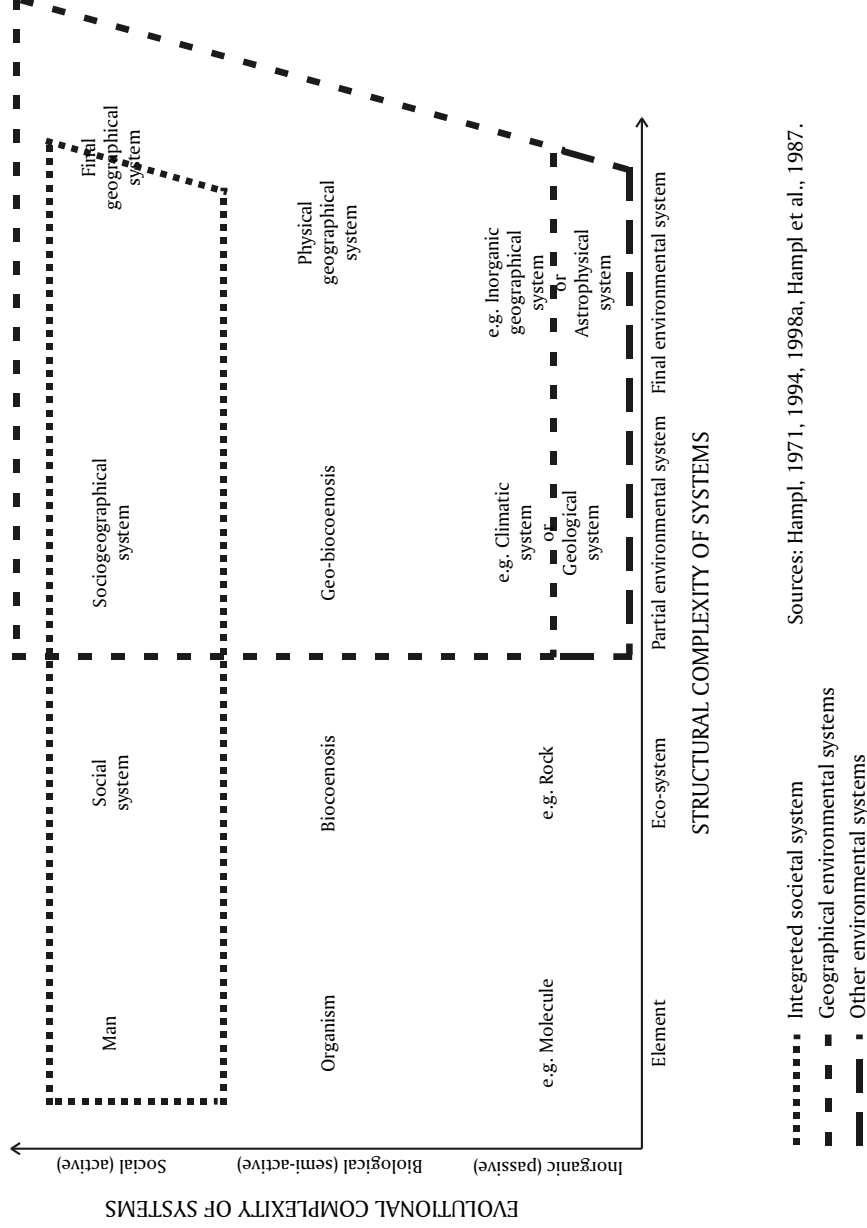 EVOLUTIONAL COMPLEXITY OF SYSTEMS
Social (active)
Biological (semi-active)
Inorganic (passive)
Man
Social
system
Sociogeographical
system
Final
geographical
system
Organism
Biocoenosis
Geo-biocoenosis
Physical
geographical
system
e.g. Molecule
e.g. Rock
e.g. Climatic
system
or
Geological
system
e.g. Inorganic
geographical
system
or
Astrophysical
system
Element
Eco-system
Partial environmental system
Final environmental system
STRUCTURAL COMPLEXITY OF SYSTEMS
Integreted societal system
Geographical environmental systems
Other environmental systems
Sources: Hampl, 1971, 1994, 1998a, Hampl et al., 1987.